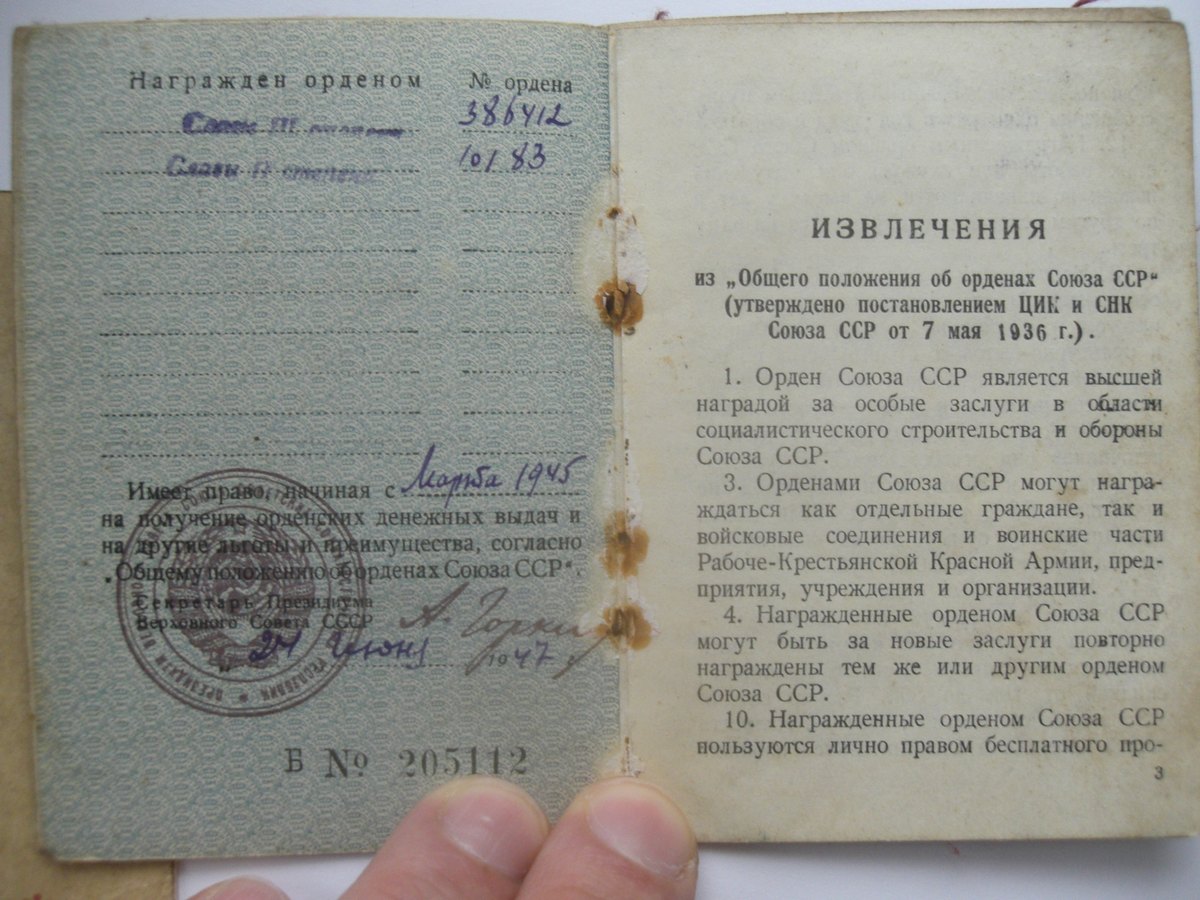 Награжден орденом № ордена
Славы III степени 386412
Славы II степени 10183
Имеет право, начиная с Марта 1945
на получение орденских денежных выдач и
на другие льготы и преимущества, согласно
„Общему положению об орденах Союза ССР“.
Секретарь Президиума
Верховного Совета СССР А. Горкин
„24 Июня 1947 г.
Б № 205112
ИЗВЛЕЧЕНИЯ
из „Общего положения об орденах Союза ССР“
(утверждено постановлением ЦИК и СНК
Союза ССР от 7 мая 1936 г.).
1. Орден Союза ССР является высшей
наградой за особые заслуги в области
социалистического строительства и обороны
Союза ССР.
3. Орденами Союза ССР могут награ-
ждаться как отдельные граждане, так и
войсковые соединения и воинские части
Рабоче-Крестьянской Красной Армии, пред-
приятия, учреждения и организации.
4. Награжденные орденом Союза ССР
могут быть за новые заслуги повторно
награждены тем же или другим орденом
Союза ССР.
10. Награжденные орденом Союза ССР
пользуются лично правом бесплатного про-
3